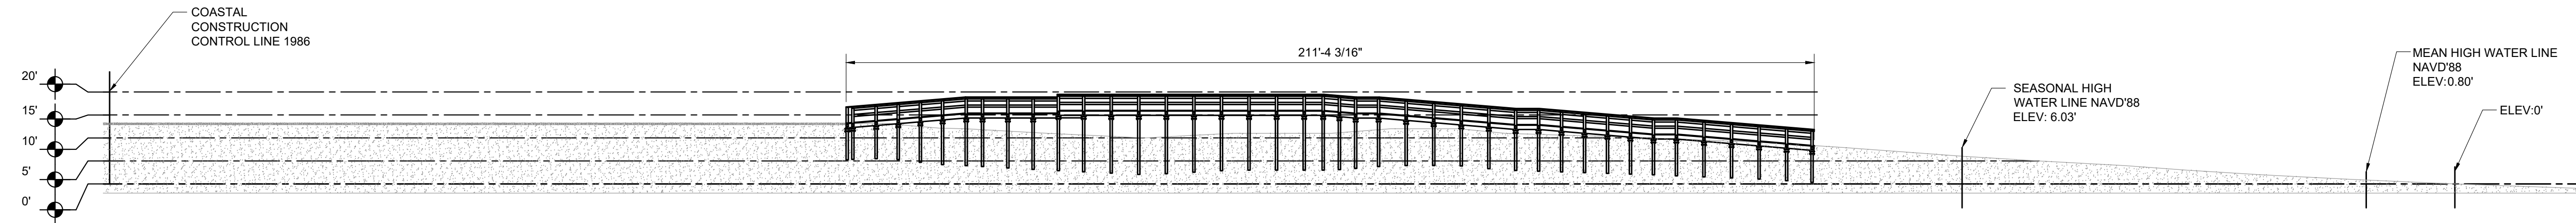 COASTAL
CONSTRUCTION
CONTROL LINE 1986
20'
15'
10'
5'
0'
211'-4 3/16"
SEASONAL HIGH
WATER LINE NAVD'88
ELEV: 6.03'
MEAN HIGH WATER LINE
NAVD'88
ELEV:0.80'
ELEV:0'